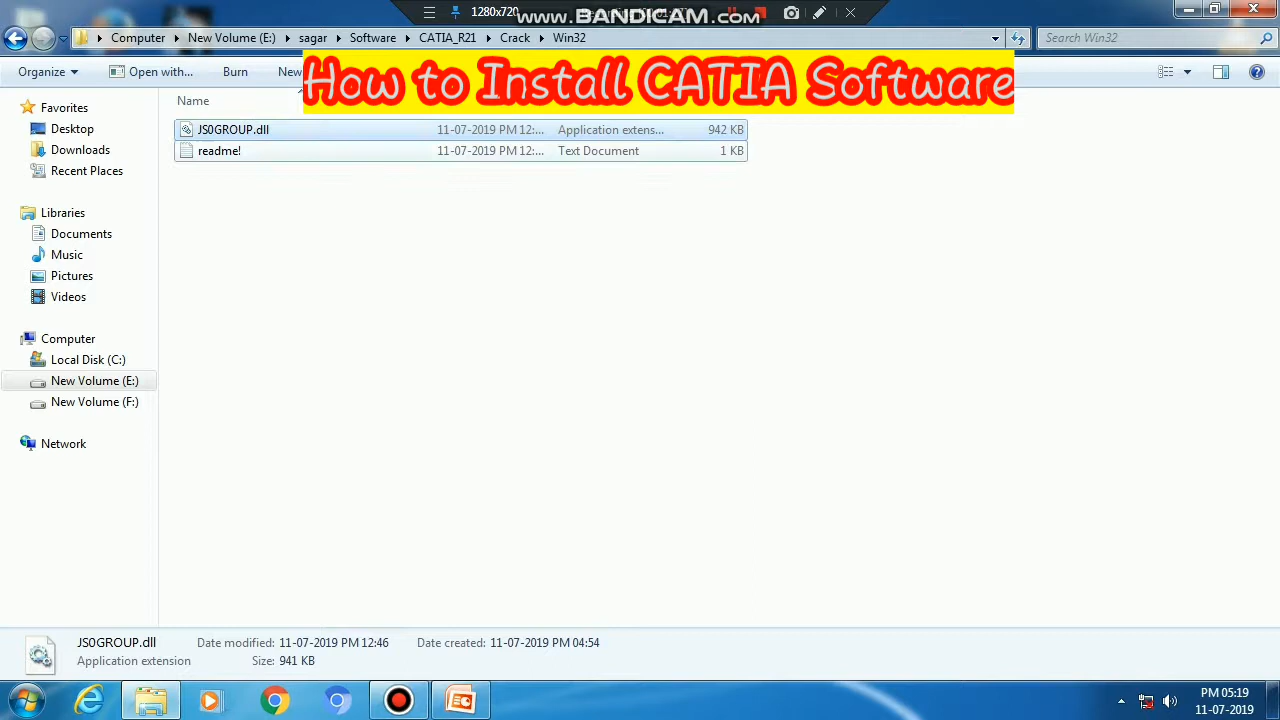 1280x720
www.BANDICAM.com
Computer New Volume (E:) sagar Software CATIA_R21 Crack Win32
Search Win32
Organize Open with... Burn New
How to Install CATIA Software
Name
Favorites
Desktop
Downloads
Recent Places
Libraries
Documents
Music
Pictures
Videos
Computer
Local Disk (C:)
New Volume (E:)
New Volume (F:)
Network
JS0GROUP.dll 11-07-2019 PM 12:... Application extens... 942 KB
readme! 11-07-2019 PM 12:... Text Document 1 KB
JS0GROUP.dll Date modified: 11-07-2019 PM 12:46 Date created: 11-07-2019 PM 04:54
Application extension Size: 941 KB
PM 05:19
11-07-2019